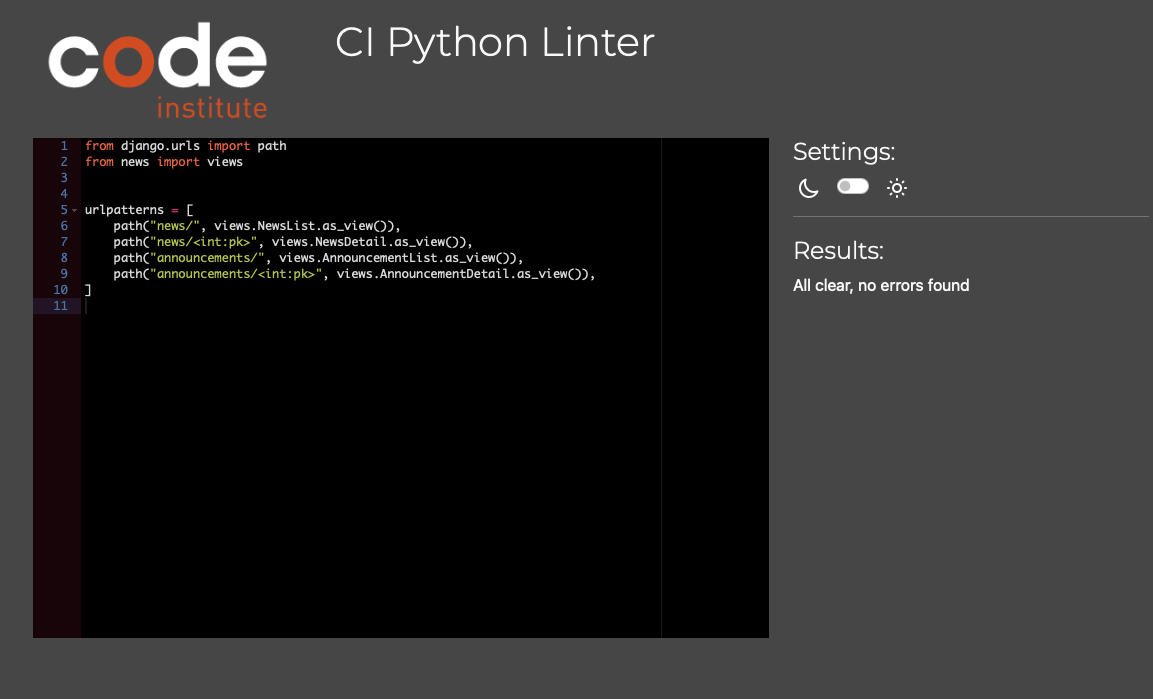 code
institute
CI Python Linter
1 from django.urls import path
2 from news import views
3
4
5 urlpatterns = [
6     path("news/", views.NewsList.as_view()),
7     path("news/<int:pk>", views.NewsDetail.as_view()),
8     path("announcements/", views.AnnouncementList.as_view()),
9     path("announcements/<int:pk>", views.AnnouncementDetail.as_view()),
10 ]
11
Settings:
Results:
All clear, no errors found